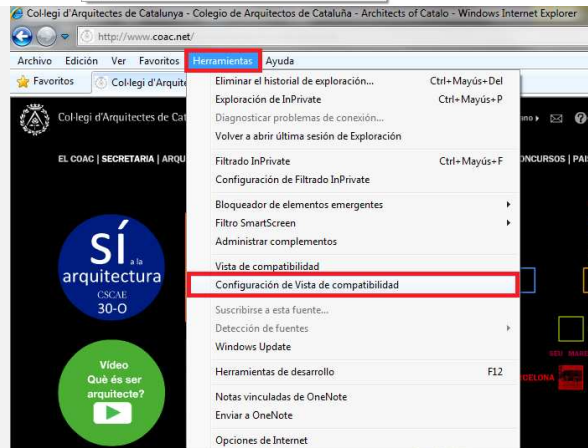 Col·legi d'Arquitectes de Catalunya - Colegio de Arquitectos de Cataluña - Architects of Catalo - Windows Internet Explorer
http://www.coac.net/
Archivo Edición Ver Favoritos Herramientas Ayuda
Favoritos Col·legi d'Arquite
Eliminar el historial de exploración... Ctrl+Mayús+Del
Exploración de InPrivate Ctrl+Mayús+P
Diagnosticar problemas de conexión...
Volver a abrir última sesión de Exploración
Filtrado InPrivate Ctrl+Mayús+F
Configuración de Filtrado InPrivate
Bloqueador de elementos emergentes
Filtro SmartScreen
Administrar complementos
Vista de compatibilidad
Configuración de Vista de compatibilidad
Suscribirse a esta fuente...
Detección de fuentes
Windows Update
Herramientas de desarrollo F12
Notas vinculadas de OneNote
Enviar a OneNote
Opciones de Internet
Col·legi d'Arquitectes de Cat
EL COAC | SECRETARIA | ARQU
ONCURSOS | PAI
SÍ a la
arquitectura
CSCAE
30-O
Vídeo
Què és ser
arquitecte?